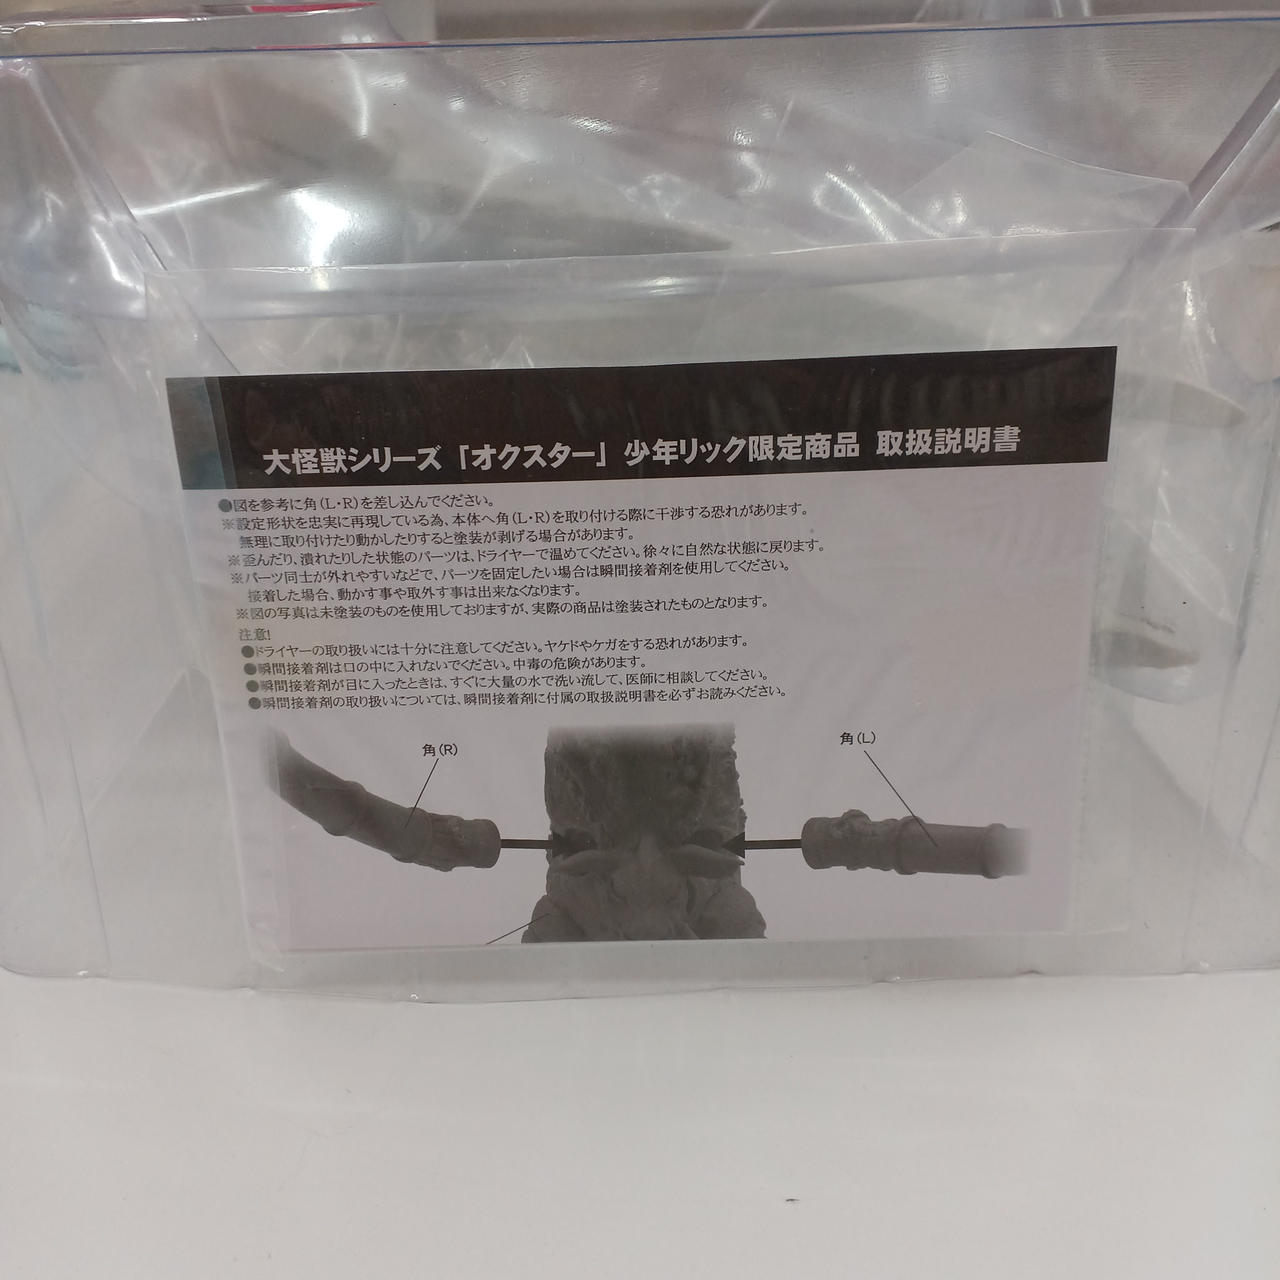 大怪獣シリーズ「オクスター」少年リック限定商品 取扱説明書
●図を参考に角(L・R)を差し込んでください。
※設定形状を忠実に再現している為、本体へ角(L・R)を取り付ける際に干渉する恐れがあります。
無理に取り付けたり動かしたりすると塗装が剥げる場合があります。
※歪んだり、潰れたりした状態のパーツは、ドライヤーで温めてください。徐々に自然な状態に戻ります。
※パーツ同士が外れやすいなどで、パーツを固定したい場合は瞬間接着剤を使用してください。
接着した場合、動かす事や取外す事は出来なくなります。
※図の写真は未塗装のものを使用しておりますが、実際の商品は塗装されたものとなります。
注意!
●ドライヤーの取り扱いには十分に注意してください。ヤケドやケガをする恐れがあります。
●瞬間接着剤は口の中に入れないでください。中毒の危険があります。
●瞬間接着剤が目に入ったときは、すぐに大量の水で洗い流して、医師に相談してください。
●瞬間接着剤の取り扱いについては、瞬間接着剤に付属の取扱説明書を必ずお読みください。
角(R)
角(L)